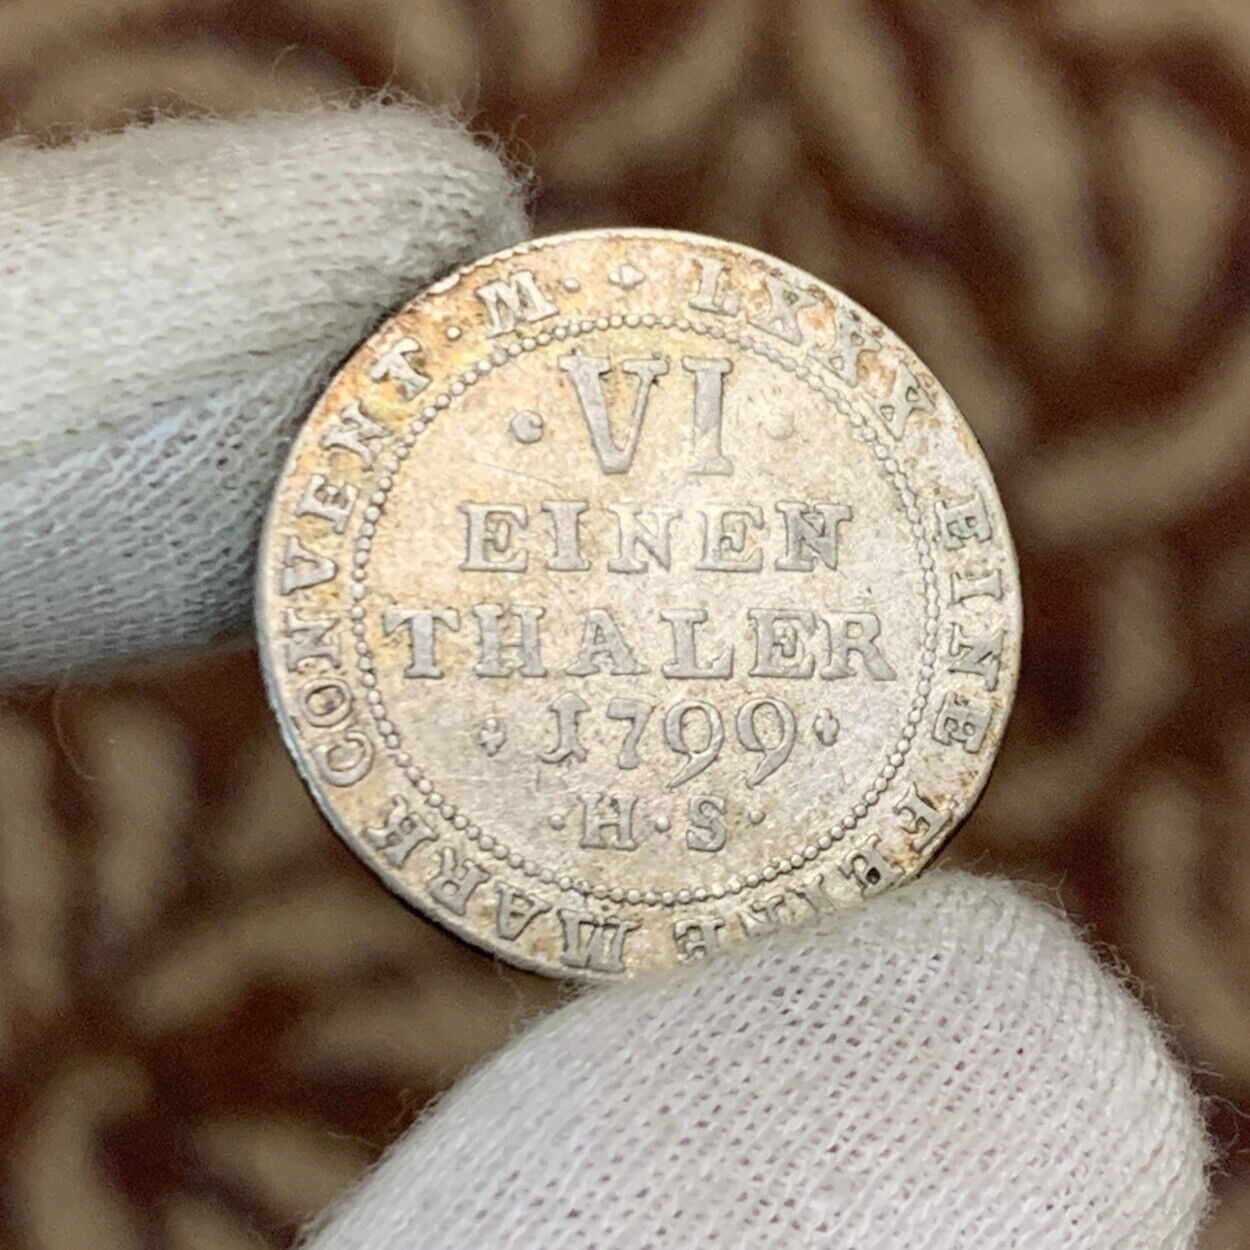 · VI ·
EINEN
THALER
· 1799 ·
· H · S ·
LXXX EINE FEINE MARK CONVENT · M ·